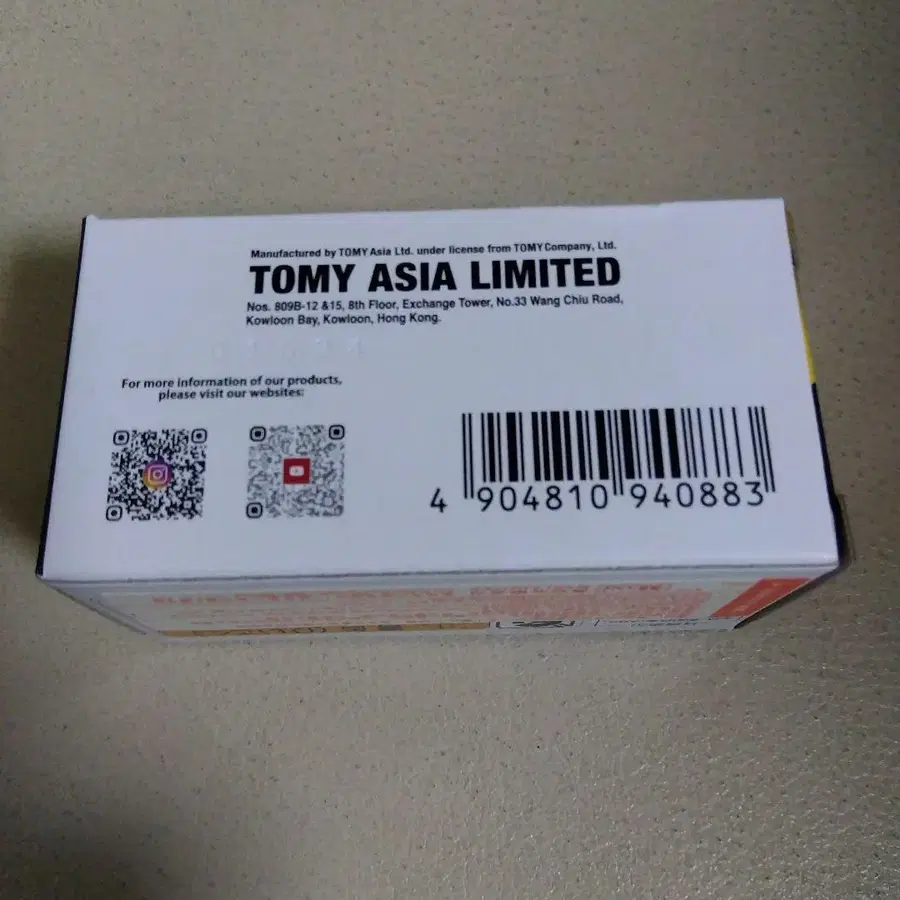 Manufactured by TOMY Asia Ltd. under license from TOMY Company, Ltd.
TOMY ASIA LIMITED
Nos. 809B-12 &15, 8th Floor, Exchange Tower, No.33 Wang Chiu Road,
Kowloon Bay, Kowloon, Hong Kong.
For more information of our products,
please visit our websites:
4 904810 940883